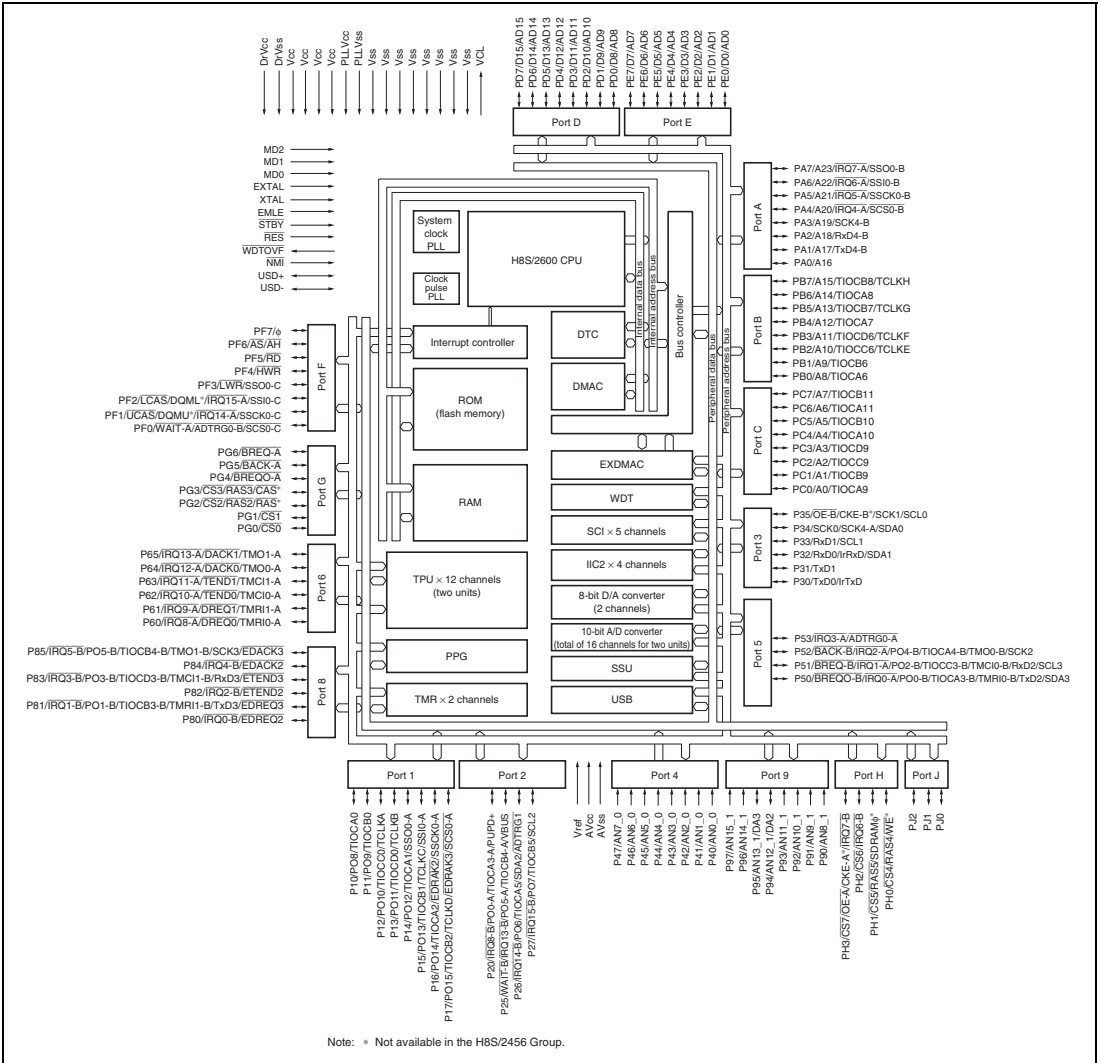 DrVcc
DrVss
Vcc
Vcc
Vcc
Vcc
PLLVcc
PLLVss
Vss
Vss
Vss
Vss
Vss
Vss
Vss
Vss
VCL
PD7/D15/AD15
PD6/D14/AD14
PD5/D13/AD13
PD4/D12/AD12
PD3/D11/AD11
PD2/D10/AD10
PD1/D9/AD9
PD0/D8/AD8
PE7/D7/AD7
PE6/D6/AD6
PE5/D5/AD5
PE4/D4/AD4
PE3/D3/AD3
PE2/D2/AD2
PE1/D1/AD1
PE0/D0/AD0
Port D
Port E
MD2
MD1
MD0
EXTAL
XTAL
EMLE
STBY
RES
WDTOVF
NMI
USD+
USD-
System
clock
PLL
Clock
pulse
PLL
H8S/2600 CPU
DTC
DMAC
Internal data bus
Internal address bus
Bus controller
Peripheral data bus
Peripheral address bus
Port A
PA7/A23/IRQ7-A/SSO0-B
PA6/A22/IRQ6-A/SSI0-B
PA5/A21/IRQ5-A/SSCK0-B
PA4/A20/IRQ4-A/SCS0-B
PA3/A19/SCK4-B
PA2/A18/RxD4-B
PA1/A17/TxD4-B
PA0/A16
Port B
PB7/A15/TIOCB8/TCLKH
PB6/A14/TIOCA8
PB5/A13/TIOCB7/TCLKG
PB4/A12/TIOCA7
PB3/A11/TIOCD6/TCLKF
PB2/A10/TIOCC6/TCLKE
PB1/A9/TIOCB6
PB0/A8/TIOCA6
Port C
PC7/A7/TIOCB11
PC6/A6/TIOCA11
PC5/A5/TIOCB10
PC4/A4/TIOCA10
PC3/A3/TIOCD9
PC2/A2/TIOCC9
PC1/A1/TIOCB9
PC0/A0/TIOCA9
Port 3
P35/OE-B/CKE-B*/SCK1/SCL0
P34/SCK0/SCK4-A/SDA0
P33/RxD1/SCL1
P32/RxD0/IrRxD/SDA1
P31/TxD1
P30/TxD0/IrTxD
Port 5
P53/IRQ3-A/ADTRG0-A
P52/BACK-B/IRQ2-A/PO4-B/TIOCA4-B/TMO0-B/SCK2
P51/BREQ-B/IRQ1-A/PO2-B/TIOCC3-B/TMCI0-B/RxD2/SCL3
P50/BREQO-B/IRQ0-A/PO0-B/TIOCA3-B/TMRI0-B/TxD2/SDA3
PF7/ϕ
PF6/AS/AH
PF5/RD
PF4/HWR
PF3/LWR/SSO0-C
PF2/LCAS/DQML*/IRQ15-A/SSI0-C
PF1/UCAS/DQMU*/IRQ14-A/SSCK0-C
PF0/WAIT-A/ADTRG0-B/SCS0-C
Port F
PG6/BREQ-A
PG5/BACK-A
PG4/BREQO-A
PG3/CS3/RAS3/CAS*
PG2/CS2/RAS2/RAS*
PG1/CS1
PG0/CS0
Port G
P65/IRQ13-A/DACK1/TMO1-A
P64/IRQ12-A/DACK0/TMO0-A
P63/IRQ11-A/TEND1/TMCI1-A
P62/IRQ10-A/TEND0/TMCI0-A
P61/IRQ9-A/DREQ1/TMRI1-A
P60/IRQ8-A/DREQ0/TMRI0-A
Port 6
P85/IRQ5-B/PO5-B/TIOCB4-B/TMO1-B/SCK3/EDACK3
P84/IRQ4-B/EDACK2
P83/IRQ3-B/PO3-B/TIOCD3-B/TMCI1-B/RxD3/ETEND3
P82/IRQ2-B/ETEND2
P81/IRQ1-B/PO1-B/TIOCB3-B/TMRI1-B/TxD3/EDREQ3
P80/IRQ0-B/EDREQ2
Port 8
Interrupt controller
ROM
(flash memory)
RAM
TPU × 12 channels
(two units)
PPG
TMR × 2 channels
EXDMAC
WDT
SCI × 5 channels
IIC2 × 4 channels
8-bit D/A converter
(2 channels)
10-bit A/D converter
(total of 16 channels for two units)
SSU
USB
Port 1
Port 2
Port 4
Port 9
Port H
Port J
P10/PO8/TIOCA0
P11/PO9/TIOCB0
P12/PO10/TIOCC0/TCLKA
P13/PO11/TIOCD0/TCLKB
P14/PO12/TIOCA1/SSO0-A
P15/PO13/TIOCB1/TCLKC/SSI0-A
P16/PO14/TIOCA2/EDRAK2/SSCK0-A
P17/PO15/TIOCB2/TCLKD/EDRAK3/SCS0-A
P20/IRQ8-B/PO0-A/TIOCA3-A/PUPD+
P25/WAIT-B/IRQ13-B/PO5-A/TIOCB4-A/VBUS
P26/IRQ14-B/PO6/TIOCA5/SDA2/ADTRG1
P27/IRQ15-B/PO7/TIOCB5/SCL2
Vref
AVcc
AVss
P47/AN7_0
P46/AN6_0
P45/AN5_0
P44/AN4_0
P43/AN3_0
P42/AN2_0
P41/AN1_0
P40/AN0_0
P97/AN15_1
P96/AN14_1
P95/AN13_1/DA3
P94/AN12_1/DA2
P93/AN11_1
P92/AN10_1
P91/AN9_1
P90/AN8_1
PH3/CS7/OE-A/CKE-A*/IRQ7-B
PH2/CS6/IRQ6-B
PH1/CS5/RAS5/SDRAMϕ*
PH0/CS4/RAS4/WE*
PJ2
PJ1
PJ0
Note: * Not available in the H8S/2456 Group.